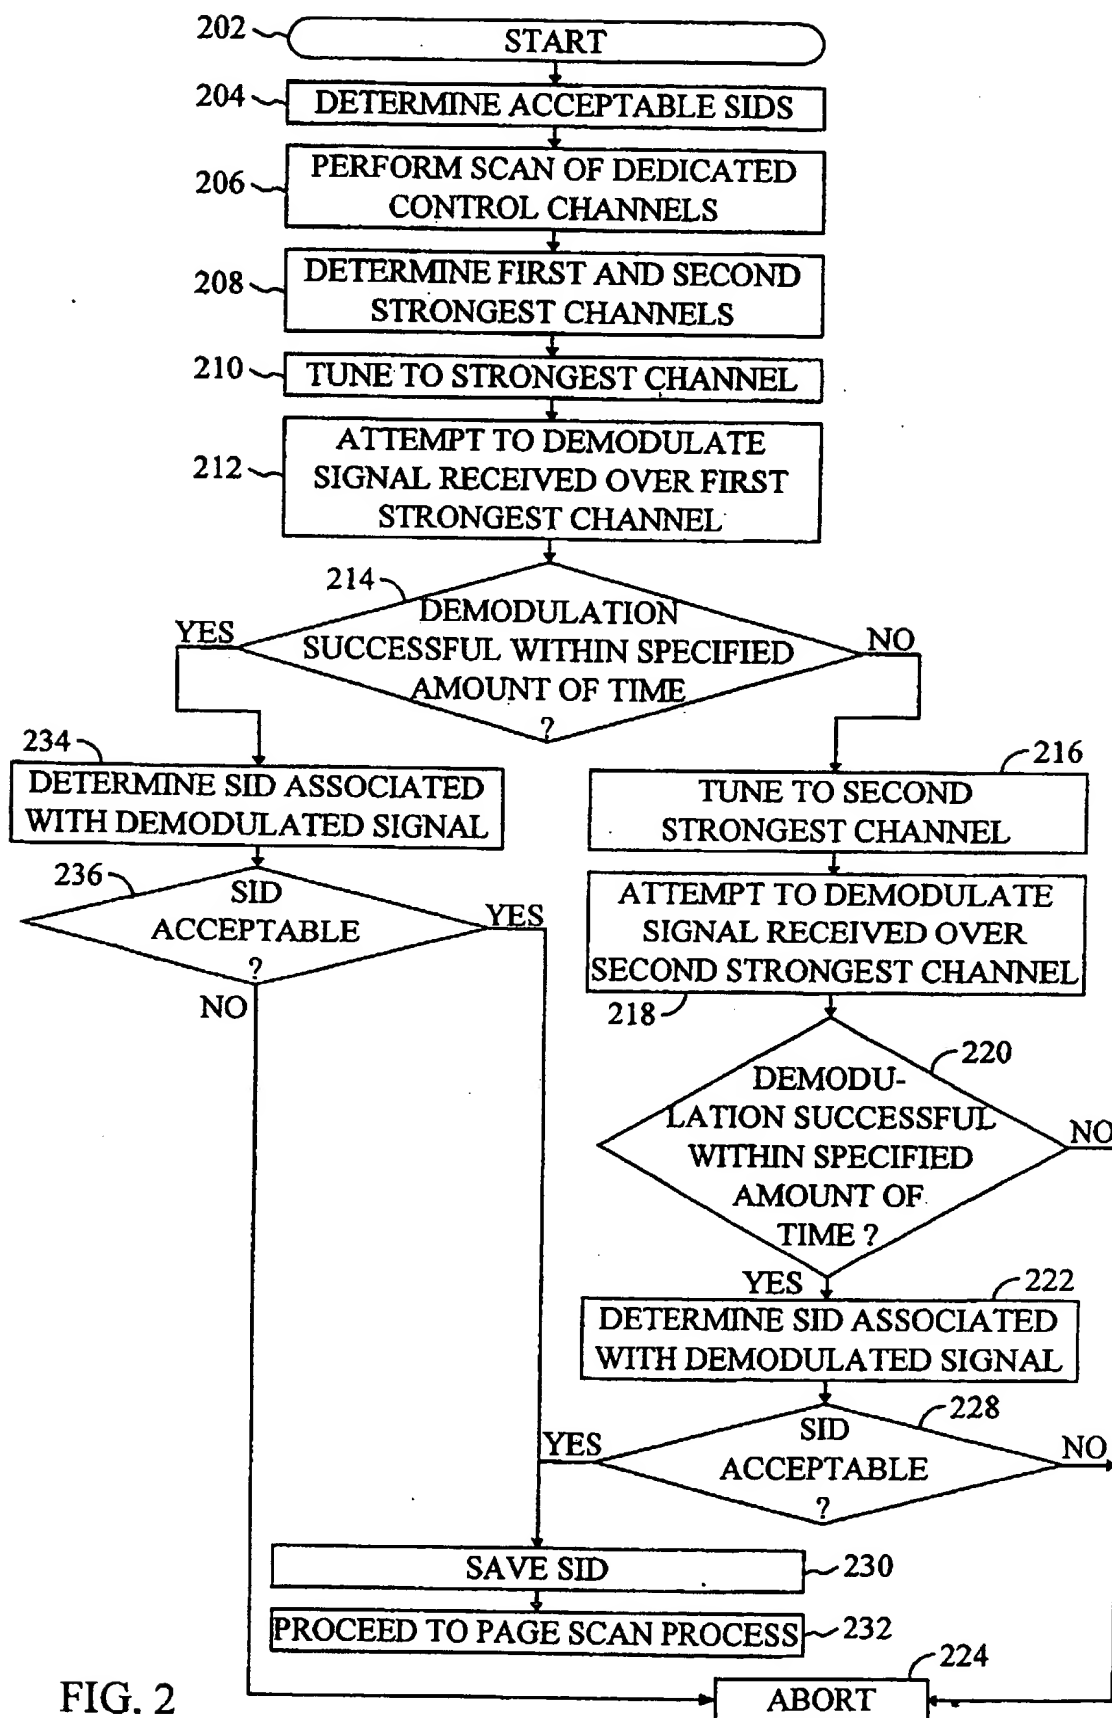 202
START
204
DETERMINE ACCEPTABLE SIDS
206
PERFORM SCAN OF DEDICATED
CONTROL CHANNELS
208
DETERMINE FIRST AND SECOND
STRONGEST CHANNELS
210
TUNE TO STRONGEST CHANNEL
212
ATTEMPT TO DEMODULATE
SIGNAL RECEIVED OVER FIRST
STRONGEST CHANNEL
214
DEMODULATION
SUCCESSFUL WITHIN SPECIFIED
AMOUNT OF TIME
?
YES
NO
234
DETERMINE SID ASSOCIATED
WITH DEMODULATED SIGNAL
236
SID
ACCEPTABLE
?
YES
NO
216
TUNE TO SECOND
STRONGEST CHANNEL
ATTEMPT TO DEMODULATE
SIGNAL RECEIVED OVER
SECOND STRONGEST CHANNEL
218
220
DEMODU-
LATION SUCCESSFUL
WITHIN SPECIFIED
AMOUNT OF
TIME ?
NO
YES
222
DETERMINE SID ASSOCIATED
WITH DEMODULATED SIGNAL
228
SID
ACCEPTABLE
?
YES
NO
SAVE SID
230
PROCEED TO PAGE SCAN PROCESS
232
224
ABORT
FIG. 2